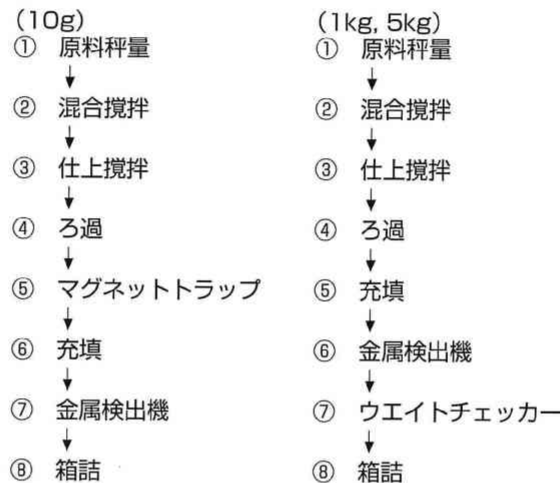 (10g)
① 原料秤量
↓
② 混合撹拌
↓
③ 仕上撹拌
↓
④ ろ過
↓
⑤ マグネットトラップ
↓
⑥ 充填
↓
⑦ 金属検出機
↓
⑧ 箱詰
(1kg, 5kg)
① 原料秤量
↓
② 混合撹拌
↓
③ 仕上撹拌
↓
④ ろ過
↓
⑤ 充填
↓
⑥ 金属検出機
↓
⑦ ウエイトチェッカー
↓
⑧ 箱詰